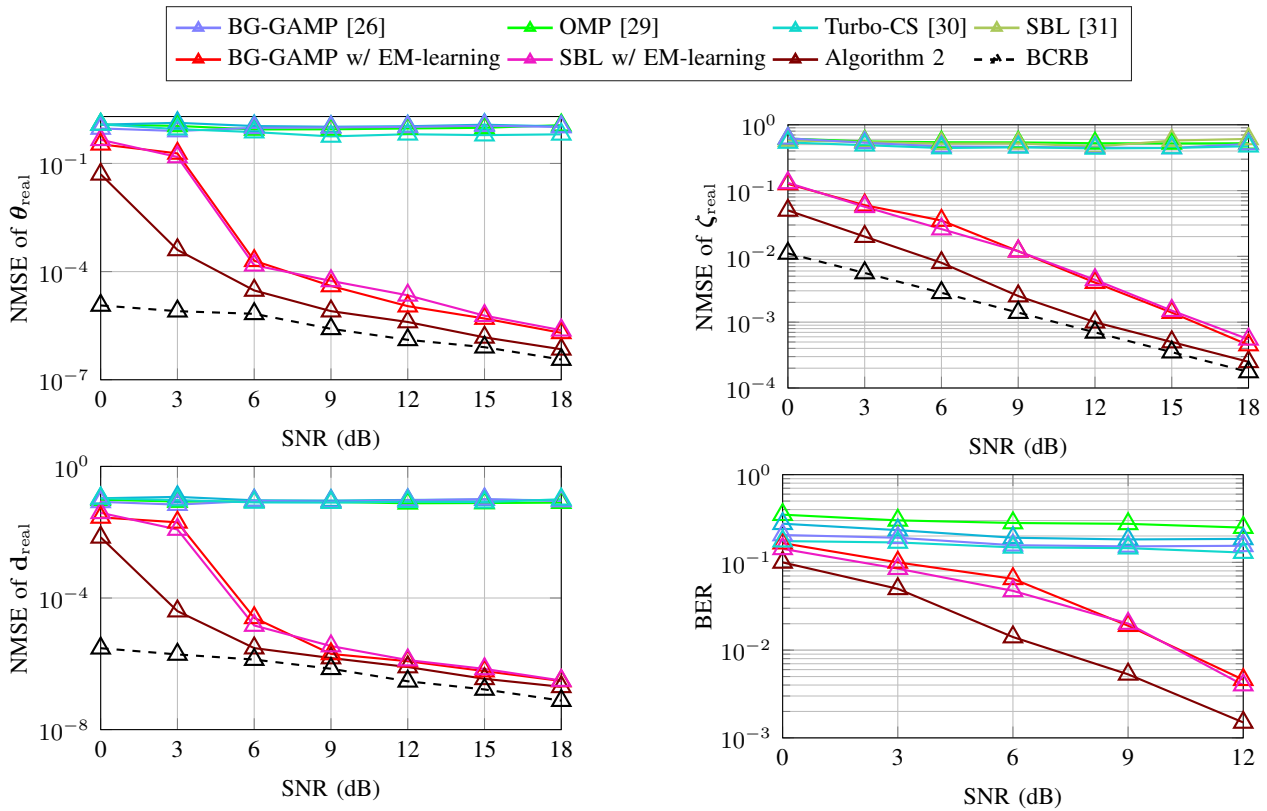 BG-GAMP [26] OMP [29] Turbo-CS [30] SBL [31]
BG-GAMP w/ EM-learning SBL w/ EM-learning Algorithm 2 BCRB
NMSE of θ_real
10^−1
10^−4
10^−7
0 3 6 9 12 15 18
SNR (dB)
NMSE of ζ_real
10^0
10^−1
10^−2
10^−3
10^−4
0 3 6 9 12 15 18
SNR (dB)
NMSE of d_real
10^0
10^−4
10^−8
0 3 6 9 12 15 18
SNR (dB)
BER
10^0
10^−1
10^−2
10^−3
0 3 6 9 12
SNR (dB)